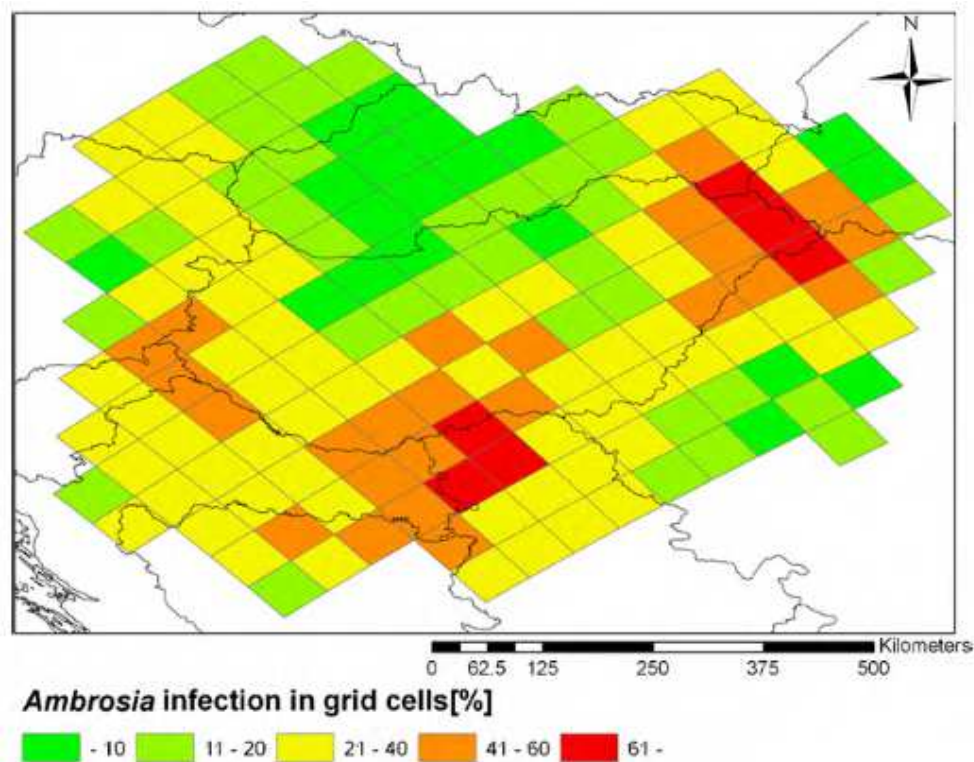 N
Kilometers
0 62.5 125 250 375 500
Ambrosia infection in grid cells[%]
- 10 11 - 20 21 - 40 41 - 60 61 -